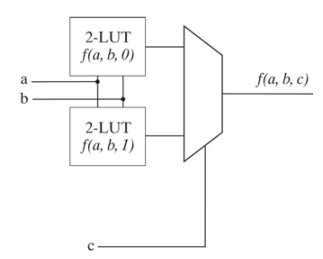 2-LUT
f(a, b, 0)
a
b
f(a, b, c)
2-LUT
f(a, b, 1)
c